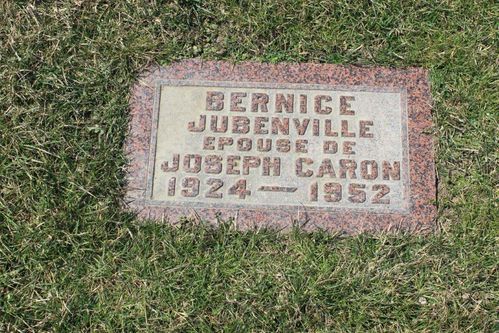 BERNICE
JUBENVILLE
EPOUSE DE
JOSEPH CARON
1924 — 1952